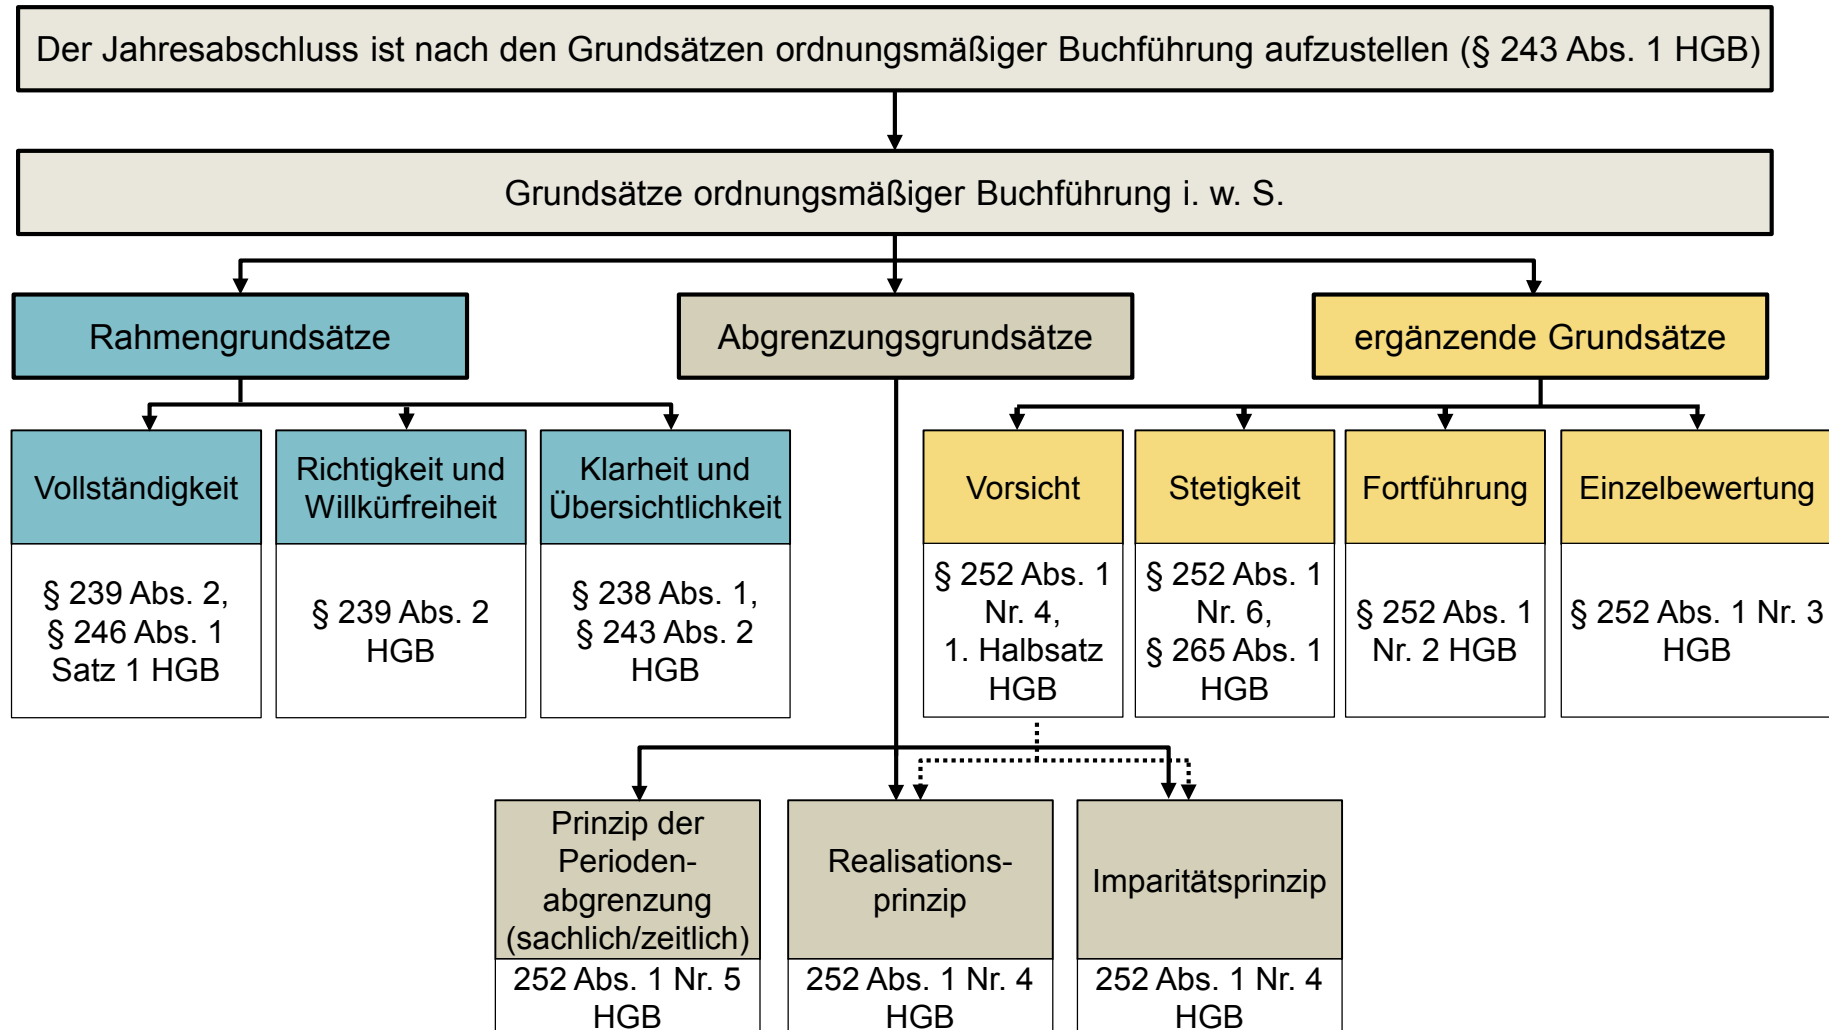 Der Jahresabschluss ist nach den Grundsätzen ordnungsmäßiger Buchführung aufzustellen (§ 243 Abs. 1 HGB)
Grundsätze ordnungsmäßiger Buchführung i. w. S.
Rahmengrundsätze
Abgrenzungsgrundsätze
ergänzende Grundsätze
Vollständigkeit
§ 239 Abs. 2,
§ 246 Abs. 1
Satz 1 HGB
Richtigkeit und
Willkürfreiheit
§ 239 Abs. 2
HGB
Klarheit und
Übersichtlichkeit
§ 238 Abs. 1,
§ 243 Abs. 2
HGB
Vorsicht
§ 252 Abs. 1
Nr. 4,
1. Halbsatz
HGB
Stetigkeit
§ 252 Abs. 1
Nr. 6,
§ 265 Abs. 1
HGB
Fortführung
§ 252 Abs. 1
Nr. 2 HGB
Einzelbewertung
§ 252 Abs. 1 Nr. 3
HGB
Prinzip der
Perioden-
abgrenzung
(sachlich/zeitlich)
252 Abs. 1 Nr. 5
HGB
Realisations-
prinzip
252 Abs. 1 Nr. 4
HGB
Imparitätsprinzip
252 Abs. 1 Nr. 4
HGB